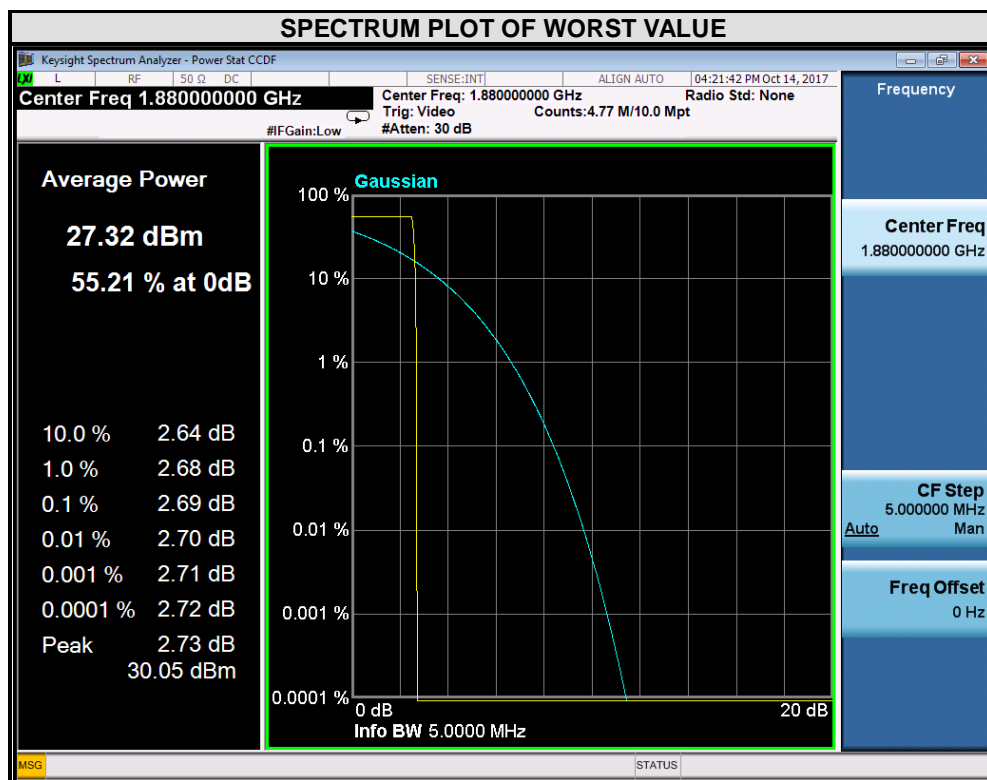 SPECTRUM PLOT OF WORST VALUE
Keysight Spectrum Analyzer - Power Stat CCDF
LXI L RF 50 Ω DC SENSE:INT ALIGN AUTO 04:21:42 PM Oct 14, 2017
Center Freq 1.880000000 GHz
Center Freq: 1.880000000 GHz Radio Std: None
Trig: Video Counts:4.77 M/10.0 Mpt
#IFGain:Low #Atten: 30 dB
Frequency
Average Power
27.32 dBm
55.21 % at 0dB
10.0 % 2.64 dB
1.0 % 2.68 dB
0.1 % 2.69 dB
0.01 % 2.70 dB
0.001 % 2.71 dB
0.0001 % 2.72 dB
Peak 2.73 dB
30.05 dBm
Gaussian
100 %
10 %
1 %
0.1 %
0.01 %
0.001 %
0.0001 %
0 dB 20 dB
Info BW 5.0000 MHz
Center Freq
1.880000000 GHz
CF Step
5.000000 MHz
Auto Man
Freq Offset
0 Hz
MSG STATUS